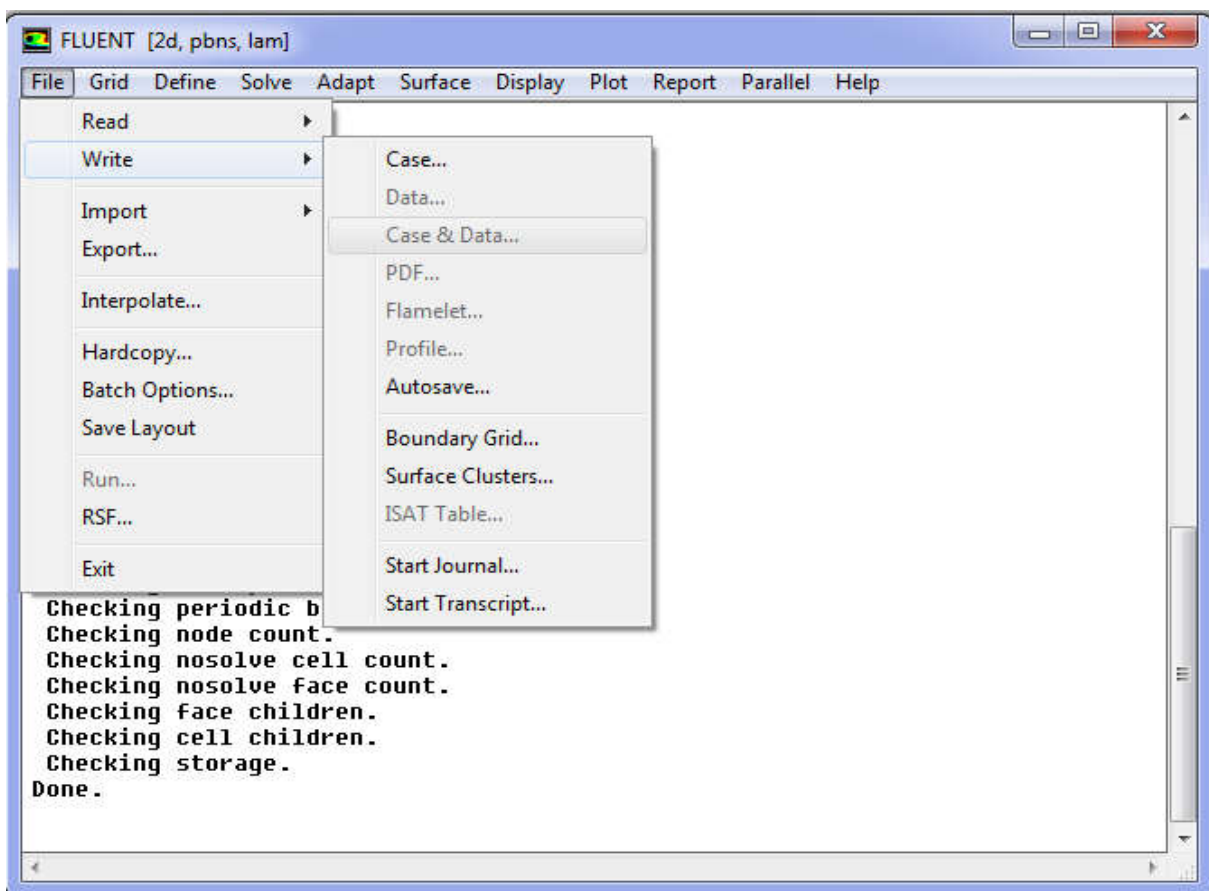 FLUENT [2d, pbns, lam]
File Grid Define Solve Adapt Surface Display Plot Report Parallel Help
Read
Write
Import
Export...
Interpolate...
Hardcopy...
Batch Options...
Save Layout
Run...
RSF...
Exit
Case...
Data...
Case & Data...
PDF...
Flamelet...
Profile...
Autosave...
Boundary Grid...
Surface Clusters...
ISAT Table...
Start Journal...
Start Transcript...
Checking periodic b
Checking node count.
Checking nosolve cell count.
Checking nosolve face count.
Checking face children.
Checking cell children.
Checking storage.
Done.